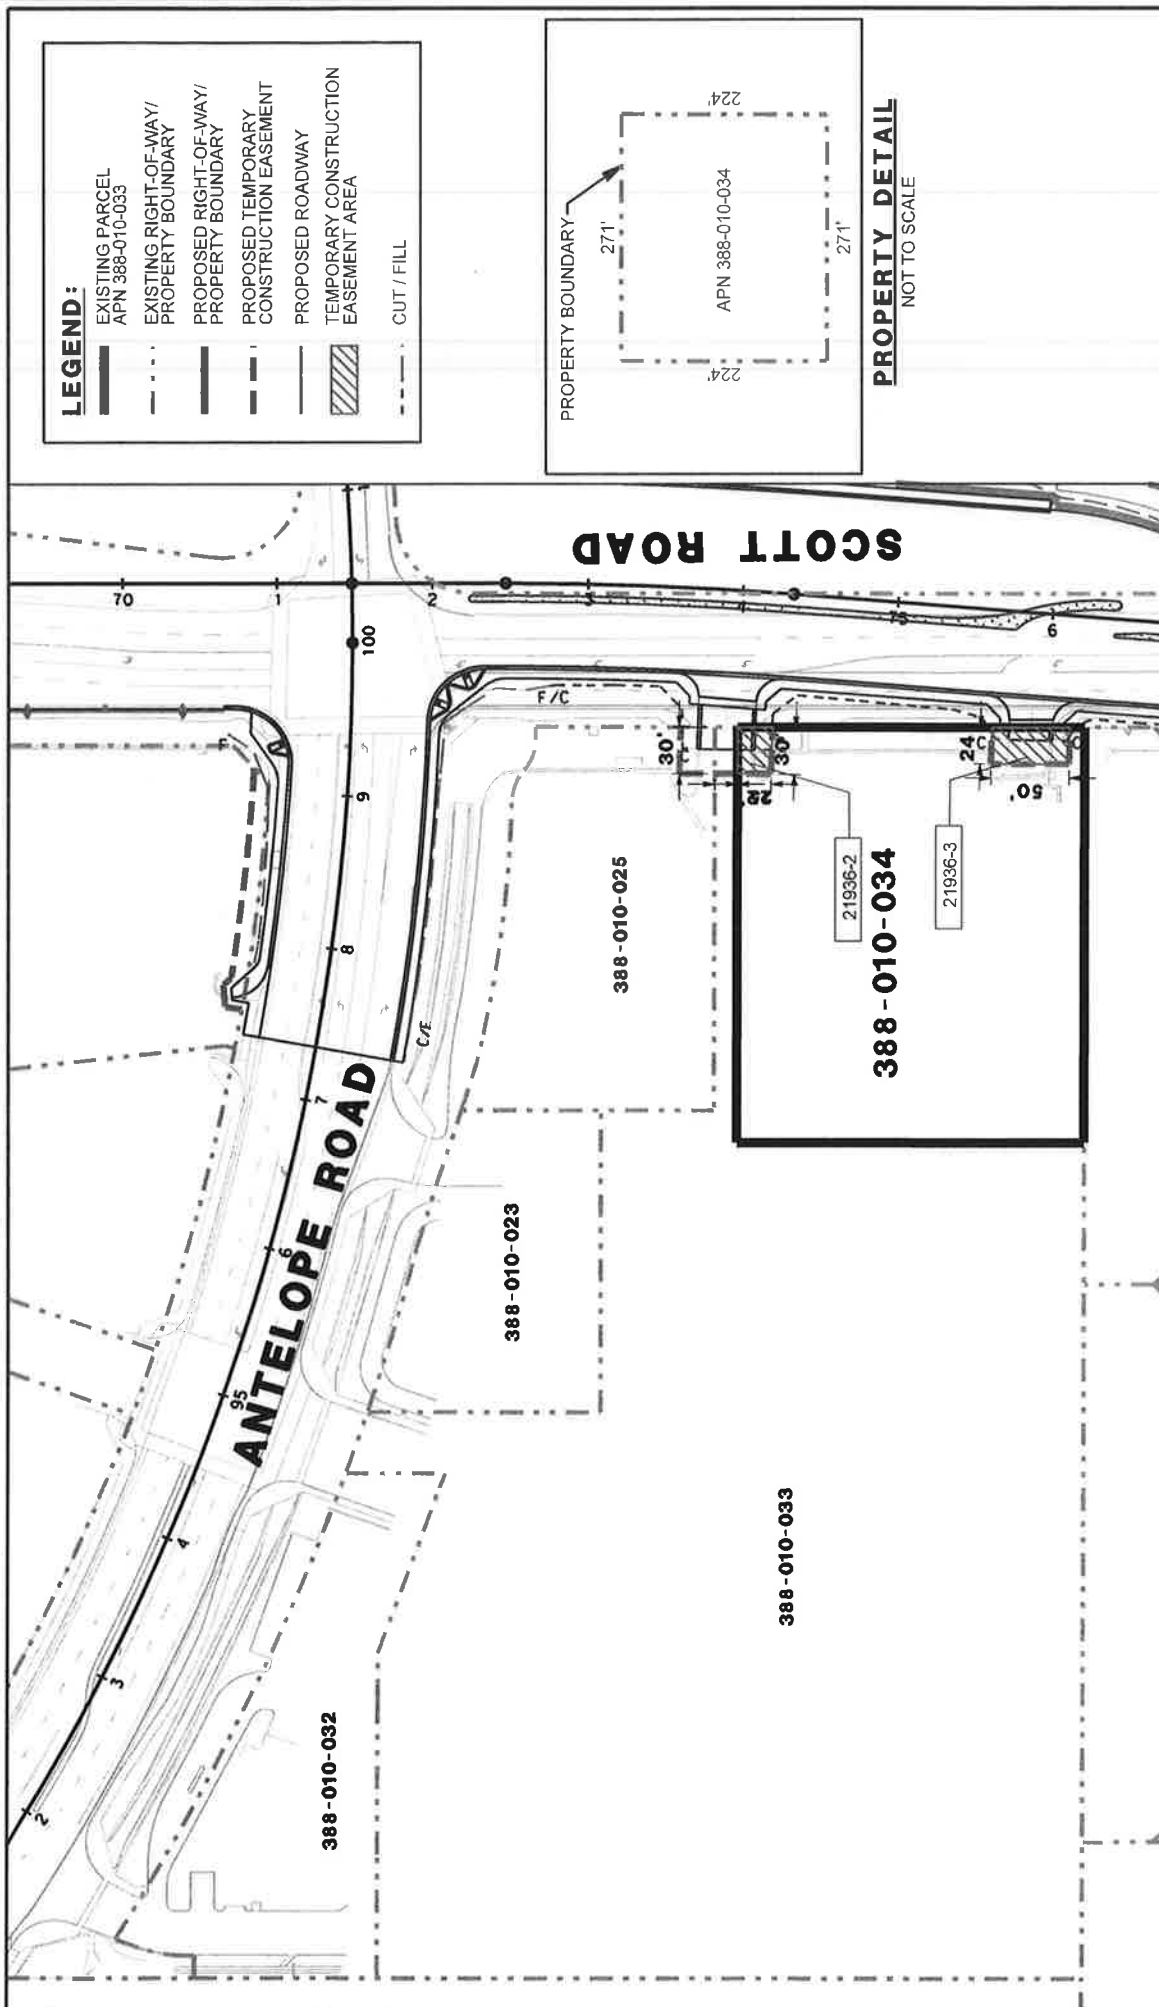 LEGEND:
EXISTING PARCEL
APN 388-010-033
EXISTING RIGHT-OF-WAY/
PROPERTY BOUNDARY
PROPOSED RIGHT-OF-WAY/
PROPERTY BOUNDARY
PROPOSED TEMPORARY
CONSTRUCTION EASEMENT
PROPOSED ROADWAY
TEMPORARY CONSTRUCTION
EASEMENT AREA
CUT / FILL
PROPERTY BOUNDARY
271'
224'
APN 388-010-034
224'
271'
PROPERTY DETAIL
NOT TO SCALE
SCOTT ROAD
70
1
2
3
75
6
1
100
9
8
7
6
95
4
3
2
ANTELOPE ROAD
F
F/C
C/F
30'
30'
24'
50'
C
21936-2
21936-3
388-010-034
388-010-025
388-010-023
388-010-033
388-010-032